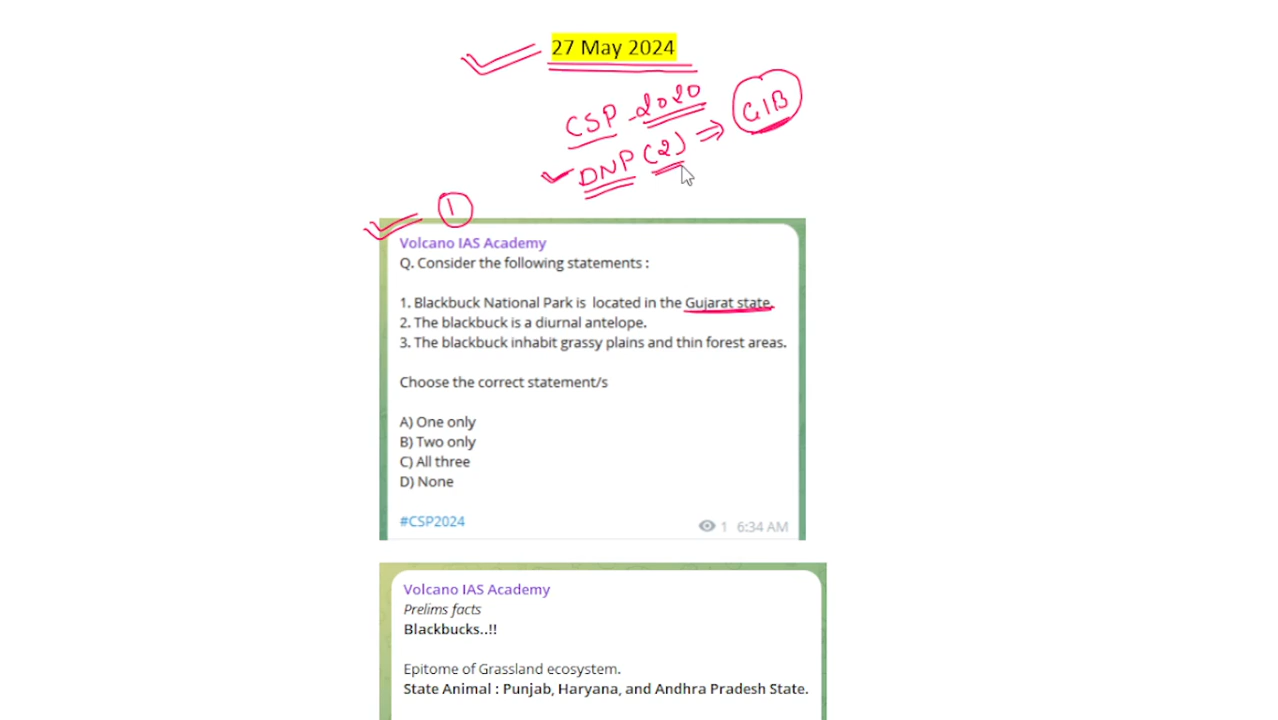 27 May 2024
CSP - 2020
DNP (2) ⇒ GIB
1
Volcano IAS Academy
Q. Consider the following statements :
1. Blackbuck National Park is located in the Gujarat state.
2. The blackbuck is a diurnal antelope.
3. The blackbuck inhabit grassy plains and thin forest areas.
Choose the correct statement/s
A) One only
B) Two only
C) All three
D) None
#CSP2024
1 6:34 AM
Volcano IAS Academy
Prelims facts
Blackbucks..!!
Epitome of Grassland ecosystem.
State Animal : Punjab, Haryana, and Andhra Pradesh State.